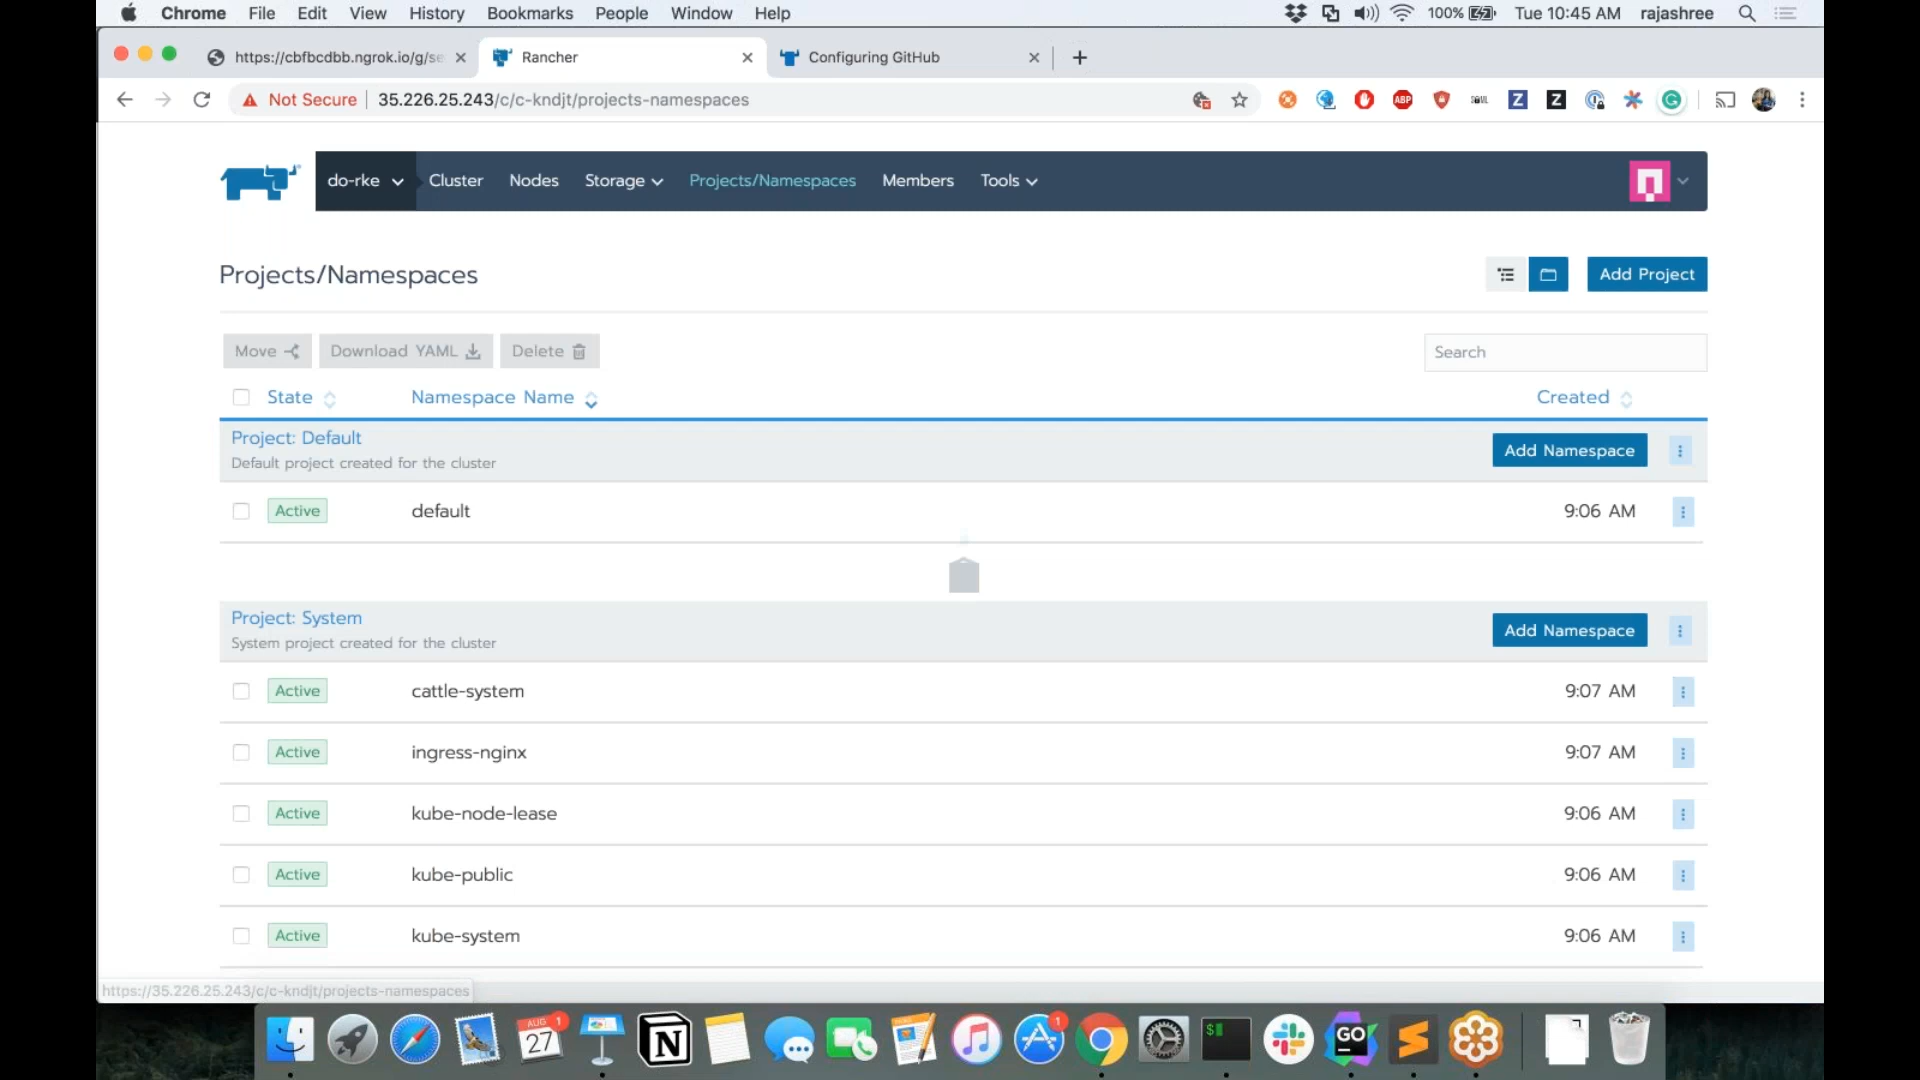 Chrome File Edit View History Bookmarks People Window Help 100% Tue 10:45 AM rajashree
https://cbfbcdbb.ngrok.io/g/se Rancher Configuring GitHub
Not Secure 35.226.25.243/c/c-kndjt/projects-namespaces ABP
do-rke Cluster Nodes Storage Projects/Namespaces Members Tools
Projects/Namespaces Add Project
Move Download YAML Delete Search
State Namespace Name Created
Project: Default
Default project created for the cluster
Add Namespace
Active default 9:06 AM
Project: System
System project created for the cluster
Add Namespace
Active cattle-system 9:07 AM
Active ingress-nginx 9:07 AM
Active kube-node-lease 9:06 AM
Active kube-public 9:06 AM
Active kube-system 9:06 AM
https://35.226.25.243/c/c-kndjt/projects-namespaces
AUG 27 1 1 $ GO